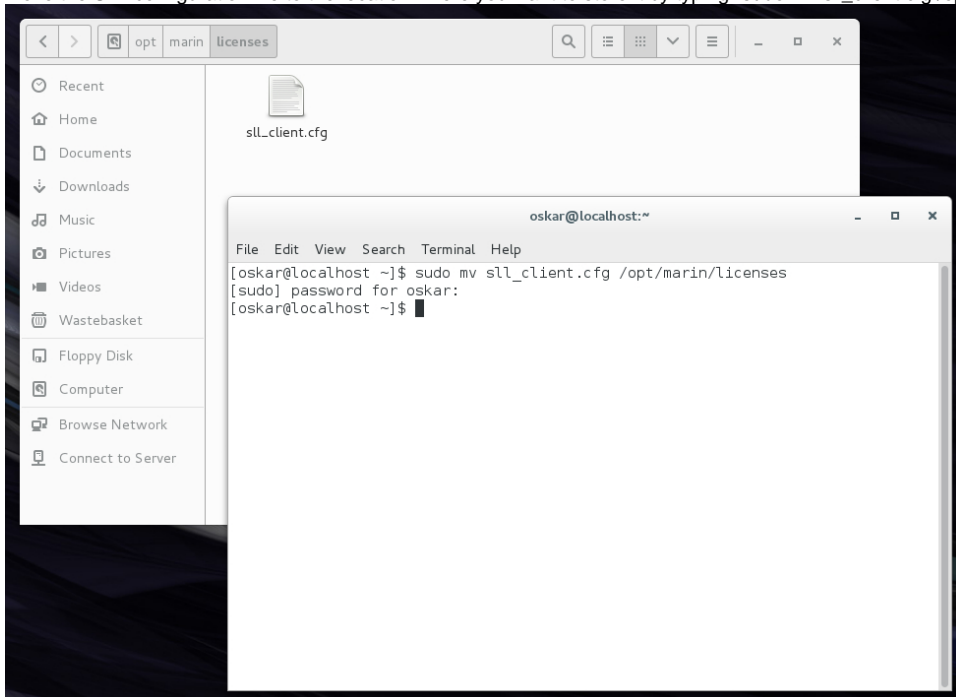 opt marin licenses
Recent
Home
Documents
Downloads
Music
Pictures
Videos
Wastebasket
Floppy Disk
Computer
Browse Network
Connect to Server
sll_client.cfg
oskar@localhost:~
File Edit View Search Terminal Help
[oskar@localhost ~]$ sudo mv sll_client.cfg /opt/marin/licenses
[sudo] password for oskar:
[oskar@localhost ~]$